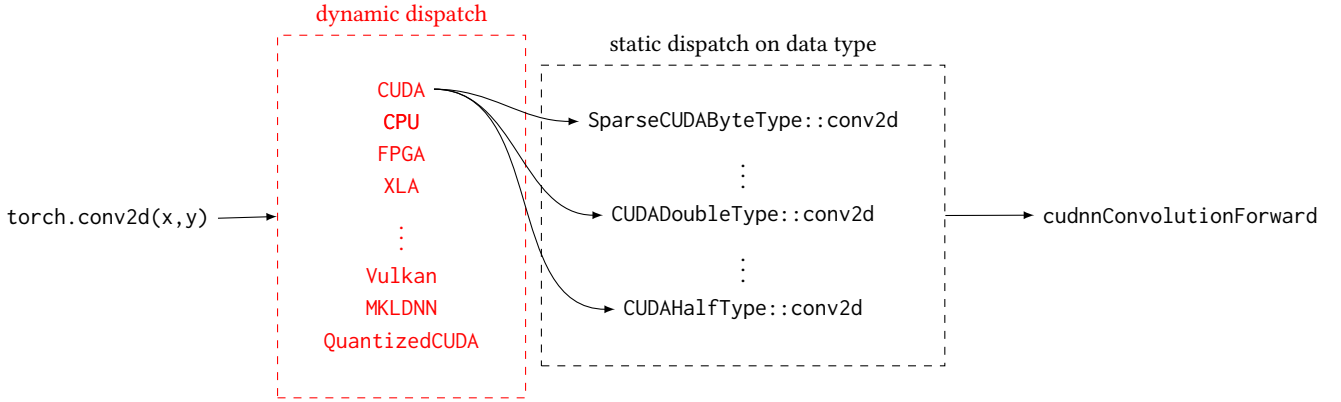 dynamic dispatch
static dispatch on data type
torch.conv2d(x,y)
CUDA
CPU
FPGA
XLA
⋮
Vulkan
MKLDNN
QuantizedCUDA
SparseCUDAByteType::conv2d
⋮
CUDADoubleType::conv2d
⋮
CUDAHalfType::conv2d
cudnnConvolutionForward